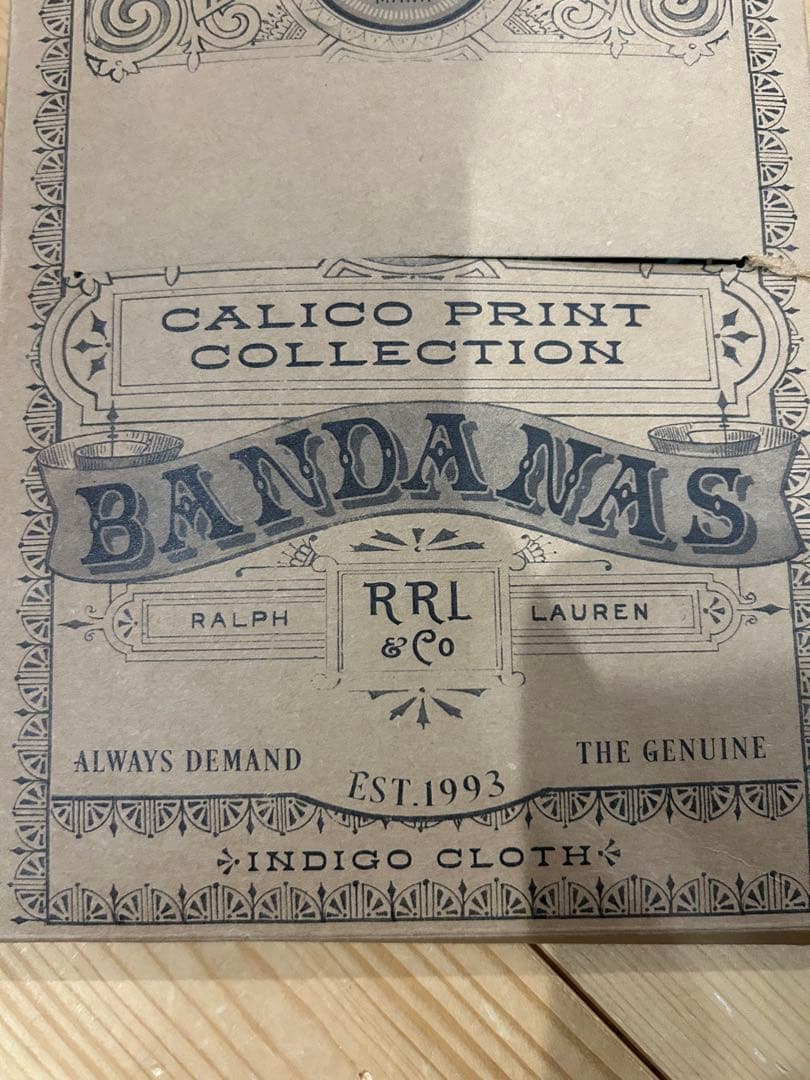 CALICO PRINT
COLLECTION
BANDANAS
RALPH RRL LAUREN
& Co
ALWAYS DEMAND THE GENUINE
EST. 1993
INDIGO CLOTH